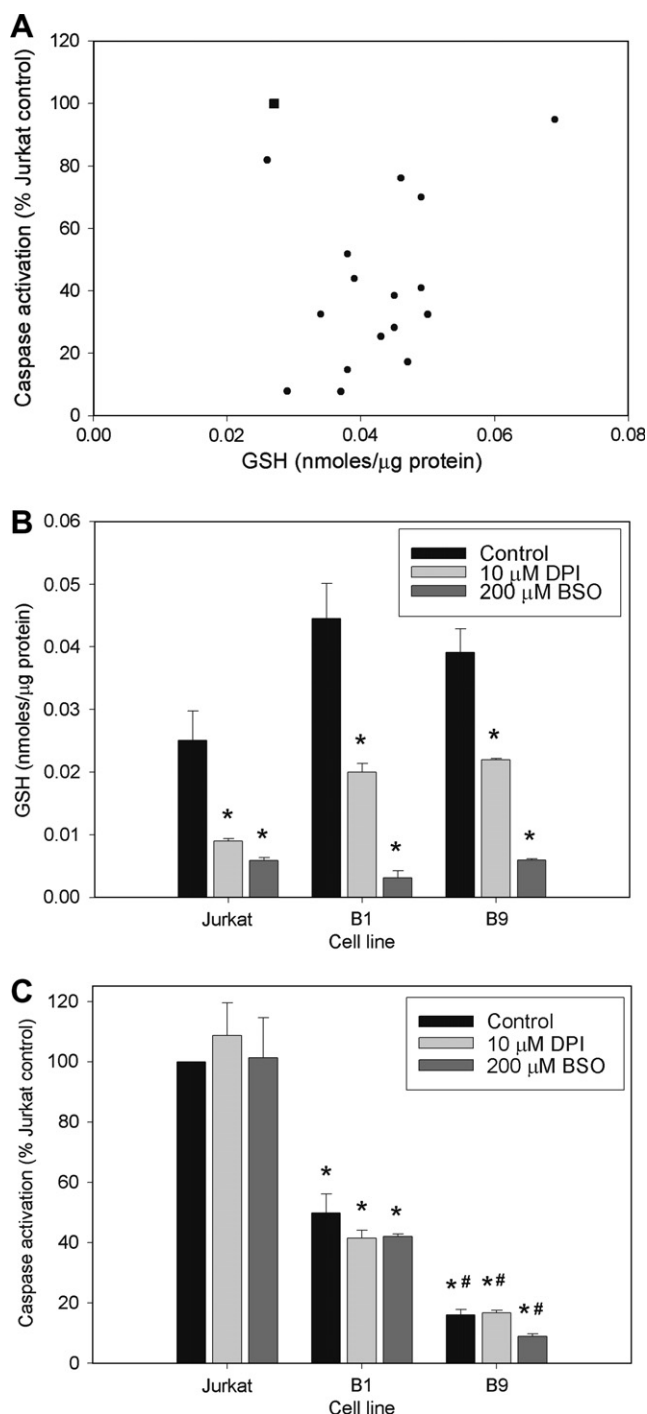 A
Caspase activation (% Jurkat control)
120
100
80
60
40
20
0
0.00 0.02 0.04 0.06 0.08
GSH (nmoles/μg protein)
B
GSH (nmoles/μg protein)
0.06
0.05
0.04
0.03
0.02
0.01
0.00
Control
10 μM DPI
200 μM BSO
* *
* *
* *
Jurkat B1 B9
Cell line
C
Caspase activation (% Jurkat control)
120
100
80
60
40
20
0
Control
10 μM DPI
200 μM BSO
* * *
*# *# *#
Jurkat B1 B9
Cell line